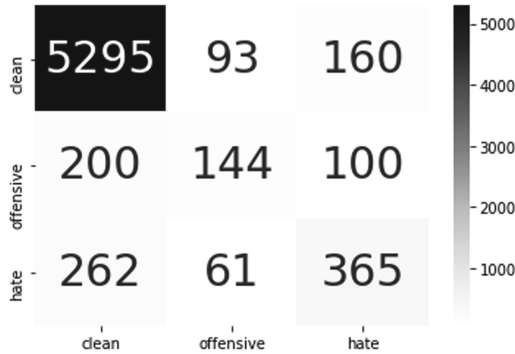 clean 5295 93 160
offensive 200 144 100
hate 262 61 365
clean offensive hate
5000
4000
3000
2000
1000